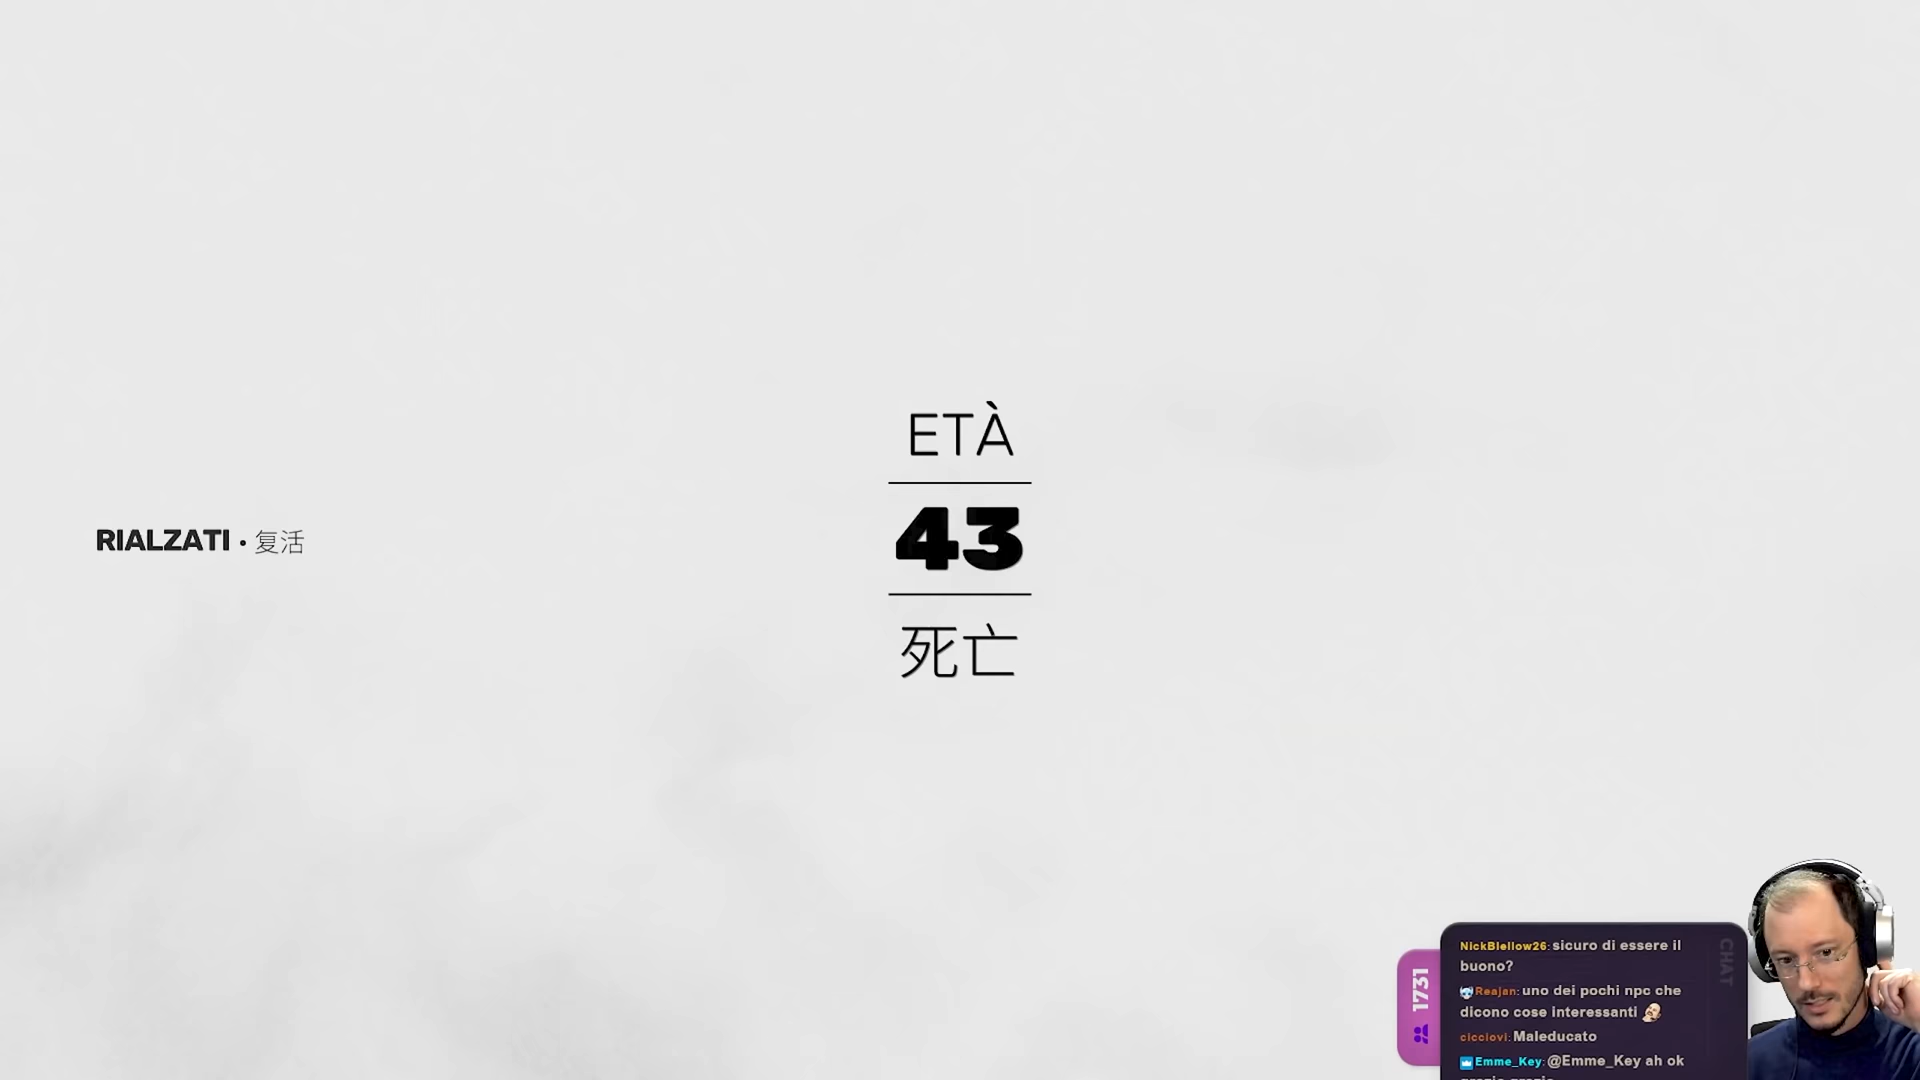 ETÀ
43
死亡
RIALZATI • 复活
1731
CHAT
NickBlellow26: sicuro di essere il
buono?
Reajan: uno dei pochi npc che
dicono cose interessanti
cicciovi: Maleducato
Emme_Key: @Emme_Key ah ok